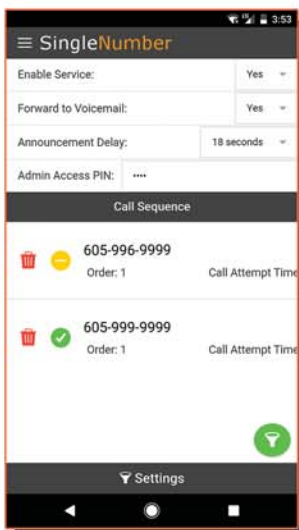 3:53
SingleNumber
Enable Service: Yes
Forward to Voicemail: Yes
Announcement Delay: 18 seconds
Admin Access PIN: ••••
Call Sequence
605-996-9999
Order: 1 Call Attempt Time
605-999-9999
Order: 1 Call Attempt Time
Settings